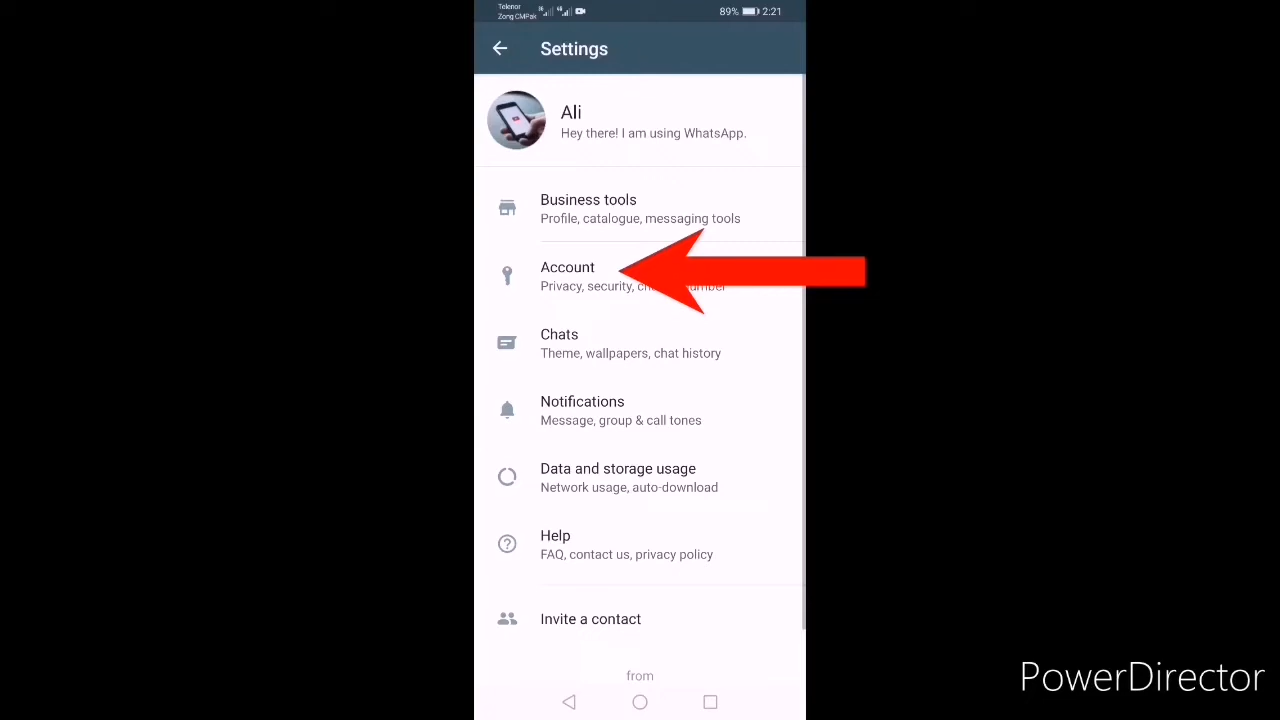 Telenor
Zong CMPak
3G
4G
89%
2:21
Settings
Ali
Hey there! I am using WhatsApp.
Business tools
Profile, catalogue, messaging tools
Account
Privacy, security,
Chats
Theme, wallpapers, chat history
Notifications
Message, group & call tones
Data and storage usage
Network usage, auto-download
Help
FAQ, contact us, privacy policy
Invite a contact
from
PowerDirector